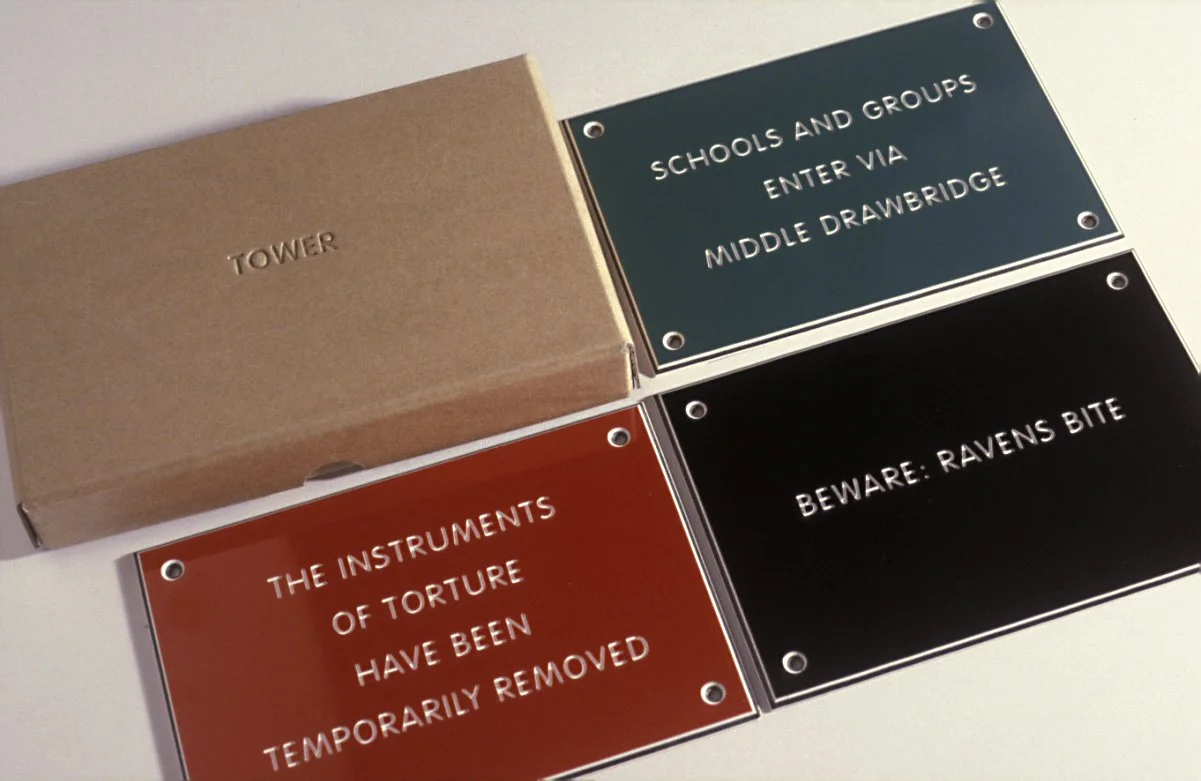 TOWER
SCHOOLS AND GROUPS
ENTER VIA
MIDDLE DRAWBRIDGE
THE INSTRUMENTS
OF TORTURE
HAVE BEEN
TEMPORARILY REMOVED
BEWARE: RAVENS BITE